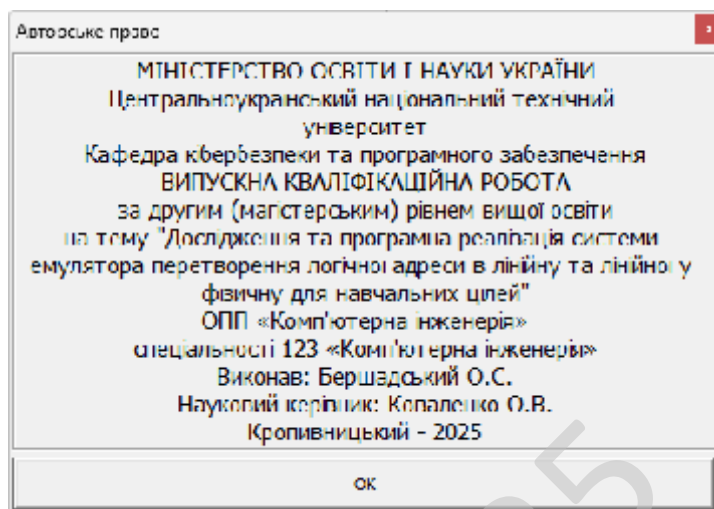 Авторське право
МІНІСТЕРСТВО ОСВІТИ І НАУКИ УКРАЇНИ
Центральноукраїнський національний технічний
університет
Кафедра кібербезпеки та програмного забезпечення
ВИПУСКНА КВАЛІФІКАЦІЙНА РОБОТА
за другим (магістерським) рівнем вищої освіти
на тему "Дослідження та програмна реалізація системи
емулятора перетворення логічної адреси в лінійну та лінійної у
фізичну для навчальних цілей"
ОПП «Комп'ютерна інженерія»
спеціальності 123 «Комп'ютерна інженерія»
Виконав: Бершадський О.С.
Науковий керівник: Коваленко О.В.
Кропивницький - 2025
ОК